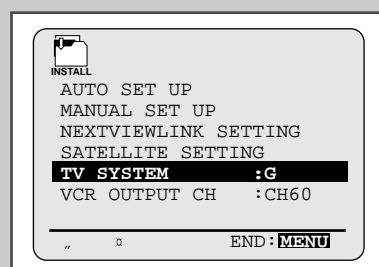 INSTALL
AUTO SET UP
MANUAL SET UP
NEXTVIEWLINK SETTING
SATELLITE SETTING
TV SYSTEM :G
VCR OUTPUT CH :CH60
„ ¤ END:MENU